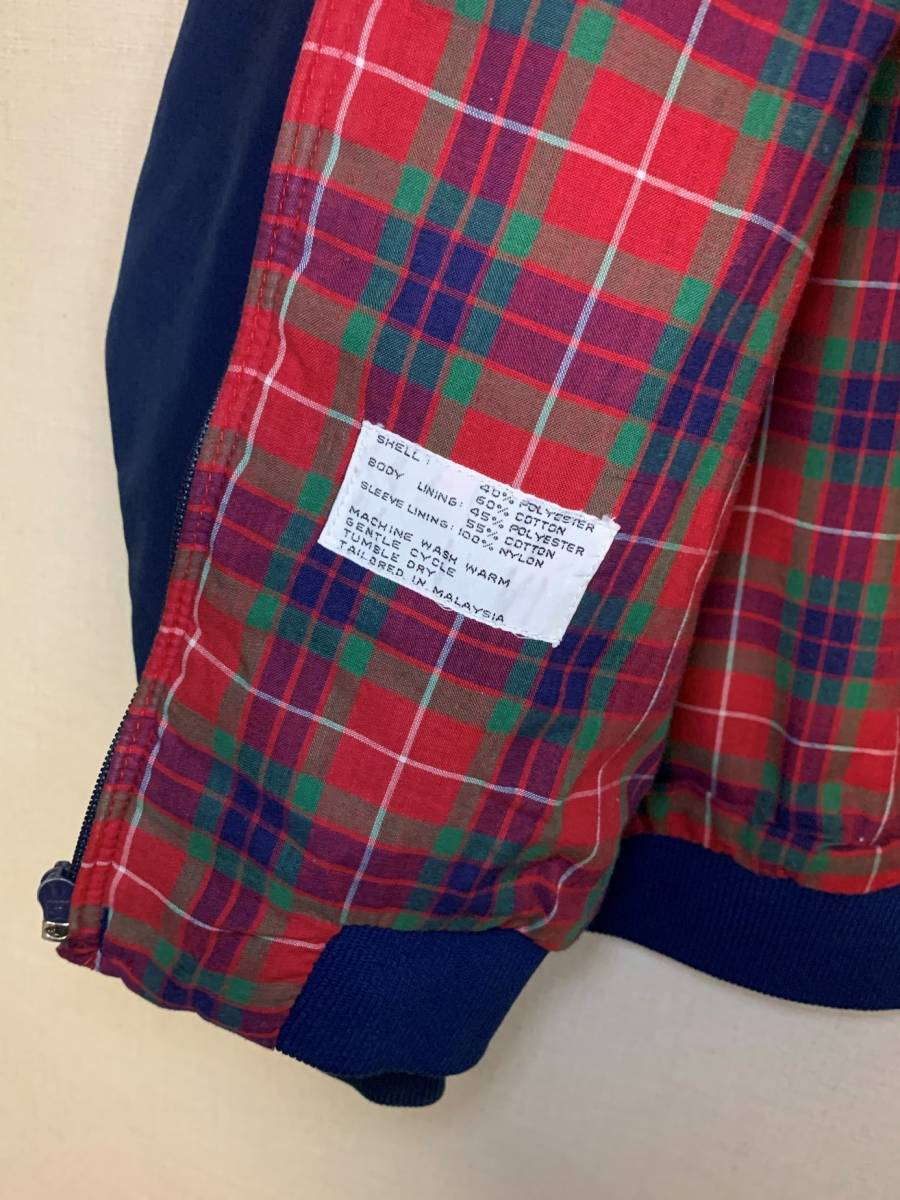 SHELL: 40% POLYESTER
60% COTTON
BODY LINING: 45% POLYESTER
55% COTTON
SLEEVE LINING: 100% NYLON
MACHINE WASH WARM
GENTLE CYCLE
TUMBLE DRY
TAILORED IN MALAYSIA